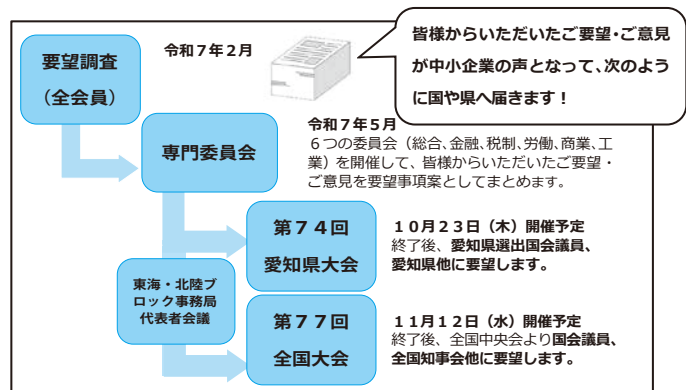 皆様からいただいたご要望・ご意見
が中小企業の声となって、次のよう
に国や県へ届きます！
要望調査
（全会員）
令和７年２月
専門委員会
令和７年５月
６つの委員会（総合、金融、税制、労働、商業、工
業）を開催して、皆様からいただいたご要望・
ご意見を要望事項案としてまとめます。
第７４回
愛知県大会
１０月２３日（木）開催予定
終了後、愛知県選出国会議員、
愛知県他に要望します。
東海・北陸ブ
ロック事務局
代表者会議
第７７回
全国大会
１１月１２日（水）開催予定
終了後、全国中央会より国会議員、
全国知事会他に要望します。